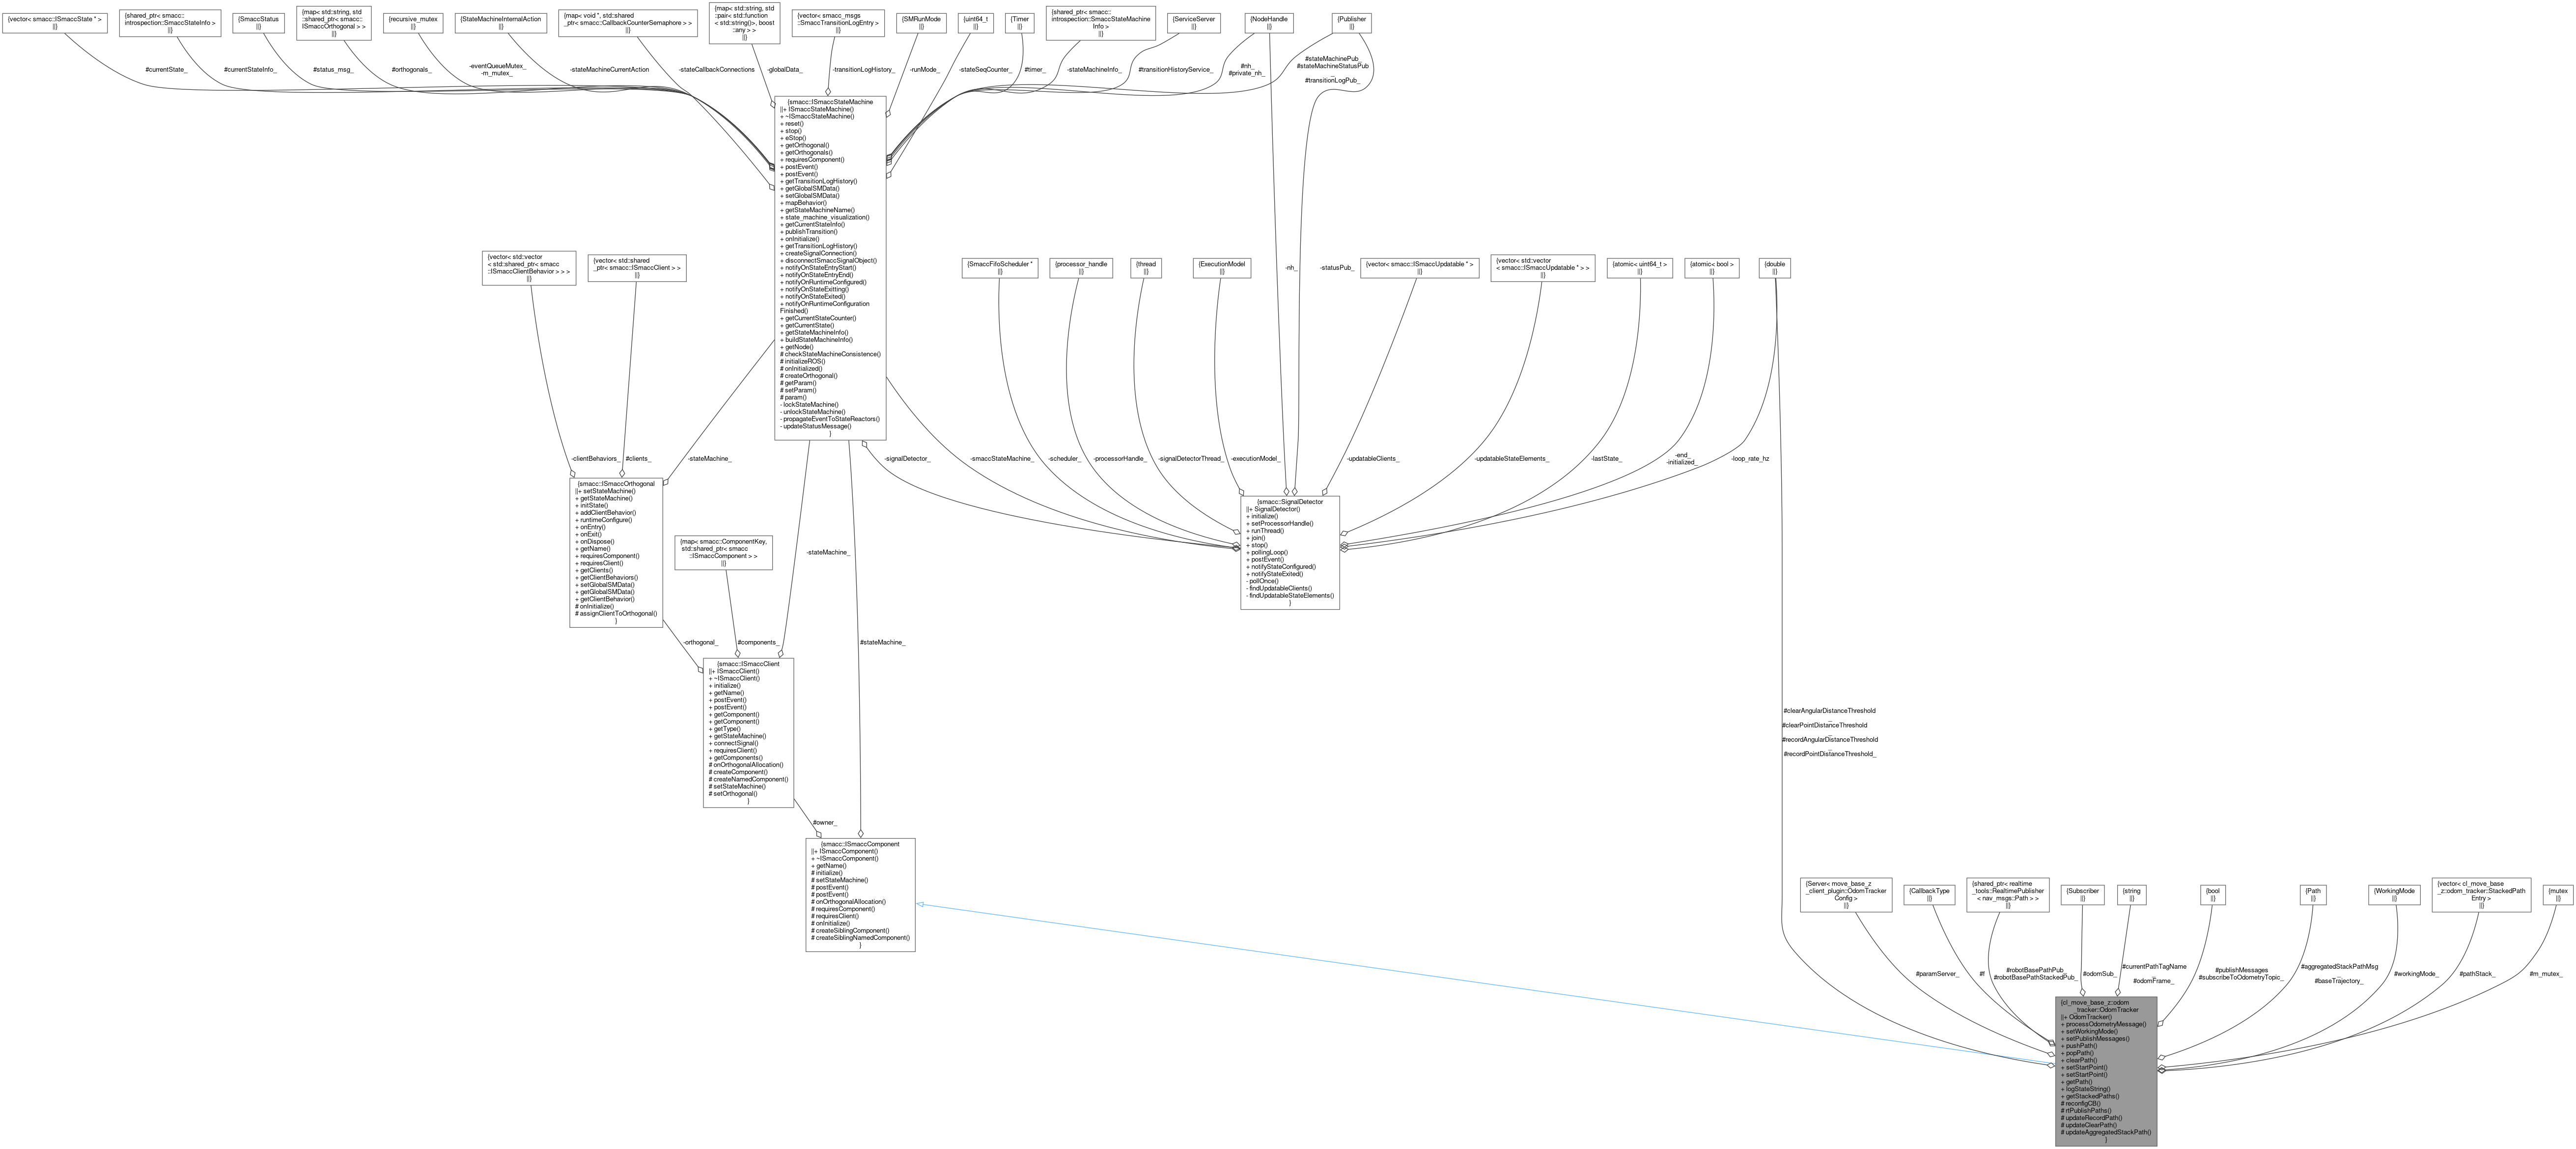 {vector< smacc::ISmaccState * >
||}
{shared_ptr< smacc::
introspection::SmaccStateInfo >
||}
{SmaccStatus
||}
{map< std::string, std
::shared_ptr< smacc::
ISmaccOrthogonal > >
||}
{recursive_mutex
||}
{StateMachineInternalAction
||}
{map< void *, std::shared
_ptr< smacc::CallbackCounterSemaphore > >
||}
{map< std::string, std
::pair< std::function
< std::string()>, boost
::any > >
||}
{vector< smacc_msgs
::SmaccTransitionLogEntry >
||}
{SMRunMode
||}
{uint64_t
||}
{Timer
||}
{shared_ptr< smacc::
introspection::SmaccStateMachine
Info >
||}
{ServiceServer
||}
{NodeHandle
||}
{Publisher
||}
#currentState_
#currentStateInfo_
#status_msg_
#orthogonals_
-eventQueueMutex_
-m_mutex_
-stateMachineCurrentAction
-stateCallbackConnections
-globalData_
-transitionLogHistory_
-runMode_
-stateSeqCounter_
#timer_
-stateMachineInfo_
#transitionHistoryService_
#nh_
#private_nh_
#stateMachinePub_
#stateMachineStatusPub
_
#transitionLogPub_
{smacc::ISmaccStateMachine
||+ ISmaccStateMachine()
+ ~ISmaccStateMachine()
+ reset()
+ stop()
+ eStop()
+ getOrthogonal()
+ getOrthogonals()
+ requiresComponent()
+ postEvent()
+ postEvent()
+ getTransitionLogHistory()
+ getGlobalSMData()
+ setGlobalSMData()
+ mapBehavior()
+ getStateMachineName()
+ state_machine_visualization()
+ getCurrentStateInfo()
+ publishTransition()
+ onInitialize()
+ getTransitionLogHistory()
+ createSignalConnection()
+ disconnectSmaccSignalObject()
+ notifyOnStateEntryStart()
+ notifyOnStateEntryEnd()
+ notifyOnRuntimeConfigured()
+ notifyOnStateExitting()
+ notifyOnStateExited()
+ notifyOnRuntimeConfiguration
Finished()
+ getCurrentStateCounter()
+ getCurrentState()
+ getStateMachineInfo()
+ buildStateMachineInfo()
+ getNode()
# checkStateMachineConsistence()
# initializeROS()
# onInitialized()
# createOrthogonal()
# getParam()
# setParam()
# param()
- lockStateMachine()
- unlockStateMachine()
- propagateEventToStateReactors()
- updateStatusMessage()
}
{vector< std::vector
< std::shared_ptr< smacc
::ISmaccClientBehavior > > >
||}
{vector< std::shared
_ptr< smacc::ISmaccClient > >
||}
{SmaccFifoScheduler *
||}
{processor_handle
||}
{thread
||}
{ExecutionModel
||}
-nh_
-statusPub_
{vector< smacc::ISmaccUpdatable * >
||}
{vector< std::vector
< smacc::ISmaccUpdatable * > >
||}
{atomic< uint64_t >
||}
{atomic< bool >
||}
{double
||}
-clientBehaviors_
#clients_
-stateMachine_
-signalDetector_
-smaccStateMachine_
-scheduler_
-processorHandle_
-signalDetectorThread_
-executionModel_
-updatableClients_
-updatableStateElements_
-lastState_
-end_
-initialized_
-loop_rate_hz
{smacc::ISmaccOrthogonal
||+ setStateMachine()
+ getStateMachine()
+ initState()
+ addClientBehavior()
+ runtimeConfigure()
+ onEntry()
+ onExit()
+ onDispose()
+ getName()
+ requiresComponent()
+ requiresClient()
+ getClients()
+ getClientBehaviors()
+ setGlobalSMData()
+ getGlobalSMData()
+ getClientBehavior()
# onInitialize()
# assignClientToOrthogonal()
}
{smacc::SignalDetector
||+ SignalDetector()
+ initialize()
+ setProcessorHandle()
+ runThread()
+ join()
+ stop()
+ pollingLoop()
+ postEvent()
+ notifyStateConfigured()
+ notifyStateExited()
- pollOnce()
- findUpdatableClients()
- findUpdatableStateElements()
}
{map< smacc::ComponentKey,
std::shared_ptr< smacc
::ISmaccComponent > >
||}
-stateMachine_
-orthogonal_
#components_
#stateMachine_
{smacc::ISmaccClient
||+ ISmaccClient()
+ ~ISmaccClient()
+ initialize()
+ getName()
+ postEvent()
+ postEvent()
+ getComponent()
+ getComponent()
+ getType()
+ getStateMachine()
+ connectSignal()
+ requiresClient()
+ getComponents()
# onOrthogonalAllocation()
# createComponent()
# createNamedComponent()
# setStateMachine()
# setOrthogonal()
}
#clearAngularDistanceThreshold
_
#clearPointDistanceThreshold
_
#recordAngularDistanceThreshold
_
#recordPointDistanceThreshold_
#owner_
{smacc::ISmaccComponent
||+ ISmaccComponent()
+ ~ISmaccComponent()
+ getName()
# initialize()
# setStateMachine()
# postEvent()
# postEvent()
# onOrthogonalAllocation()
# requiresComponent()
# requiresClient()
# onInitialize()
# createSiblingComponent()
# createSiblingNamedComponent()
}
{Server< move_base_z
_client_plugin::OdomTracker
Config >
||}
{CallbackType
||}
{shared_ptr< realtime
_tools::RealtimePublisher
< nav_msgs::Path > >
||}
{Subscriber
||}
{string
||}
{bool
||}
{Path
||}
{WorkingMode
||}
{vector< cl_move_base
_z::odom_tracker::StackedPath
Entry >
||}
{mutex
||}
#paramServer_
#f
#robotBasePathPub_
#robotBasePathStackedPub_
#odomSub_
#currentPathTagName
_
#odomFrame_
#publishMessages
#subscribeToOdometryTopic_
#aggregatedStackPathMsg
_
#baseTrajectory_
#workingMode_
#pathStack_
#m_mutex_
{cl_move_base_z::odom
_tracker::OdomTracker
||+ OdomTracker()
+ processOdometryMessage()
+ setWorkingMode()
+ setPublishMessages()
+ pushPath()
+ popPath()
+ clearPath()
+ setStartPoint()
+ setStartPoint()
+ getPath()
+ logStateString()
+ getStackedPaths()
# reconfigCB()
# rtPublishPaths()
# updateRecordPath()
# updateClearPath()
# updateAggregatedStackPath()
}